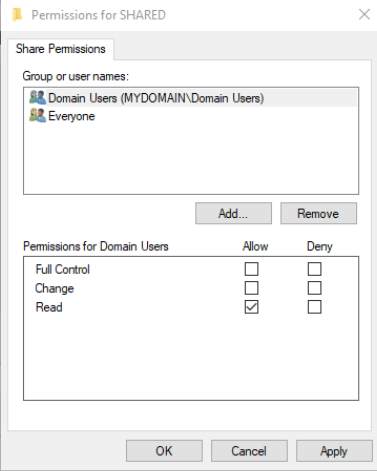 Permissions for SHARED
Share Permissions
Group or user names:
Domain Users (MYDOMAIN\Domain Users)
Everyone
Add... Remove
Permissions for Domain Users Allow Deny
Full Control
Change
Read
OK Cancel Apply